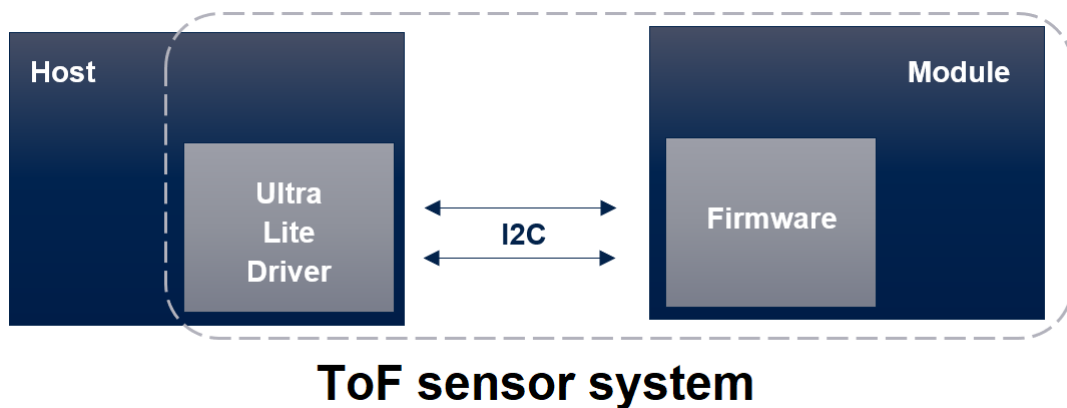 Host
Module
Ultra
Lite
Driver
I2C
Firmware
ToF sensor system